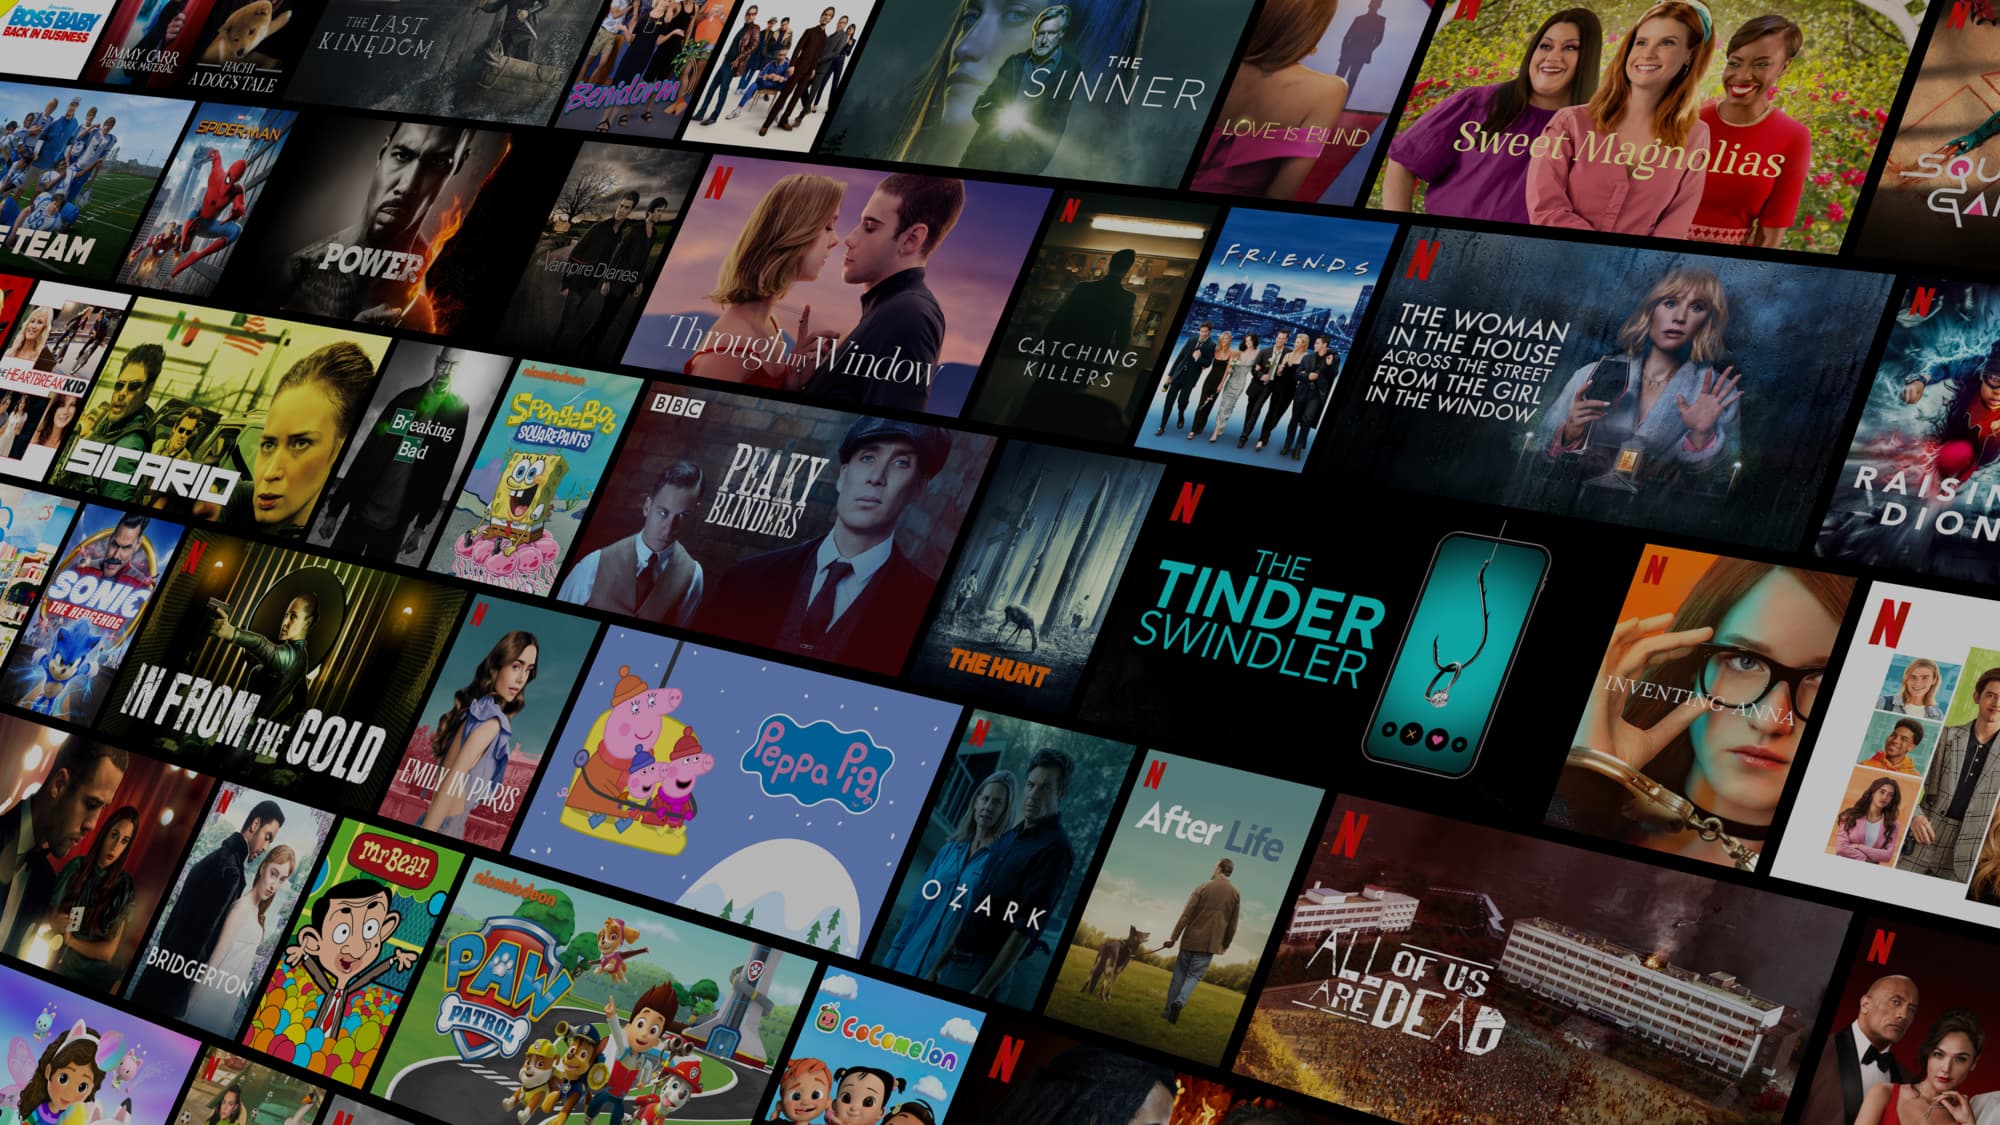 BOSS BABY
BACK IN BUSINESS
JIMMY CARR
HIS DARK MATERIAL
HACHI
A DOG'S TALE
THE LAST
KINGDOM
Benidorm
THE
SINNER
LOVE IS BLIND
N
Sweet Magnolias
N
SQU
GA
E TEAM
SPIDER-MAN
POWER
The Vampire Diaries
N
Through my Window
N
CATCHING
KILLERS
F·R·I·E·N·D·S
N
THE WOMAN
IN THE HOUSE
ACROSS THE STREET
FROM THE GIRL
IN THE WINDOW
N
RAISIN
DION
HEARTBREAK KID
SICARIO
Breaking
Bad
nickelodeon
SpongeBob
SQUAREPANTS
BBC
PEAKY
BLINDERS
THE HUNT
N
THE
TINDER
SWINDLER
N
INVENTING ANNA
N
SONIC
THE HEDGEHOG
N
IN FROM THE COLD
N
EMILY IN PARIS
Peppa Pig
N
OZARK
N
After Life
N
ALL OF US
ARE DEAD
N
N
BRIDGERTON
Mr Bean
nickelodeon
PAW
PATROL
CoComelon
N
N
N